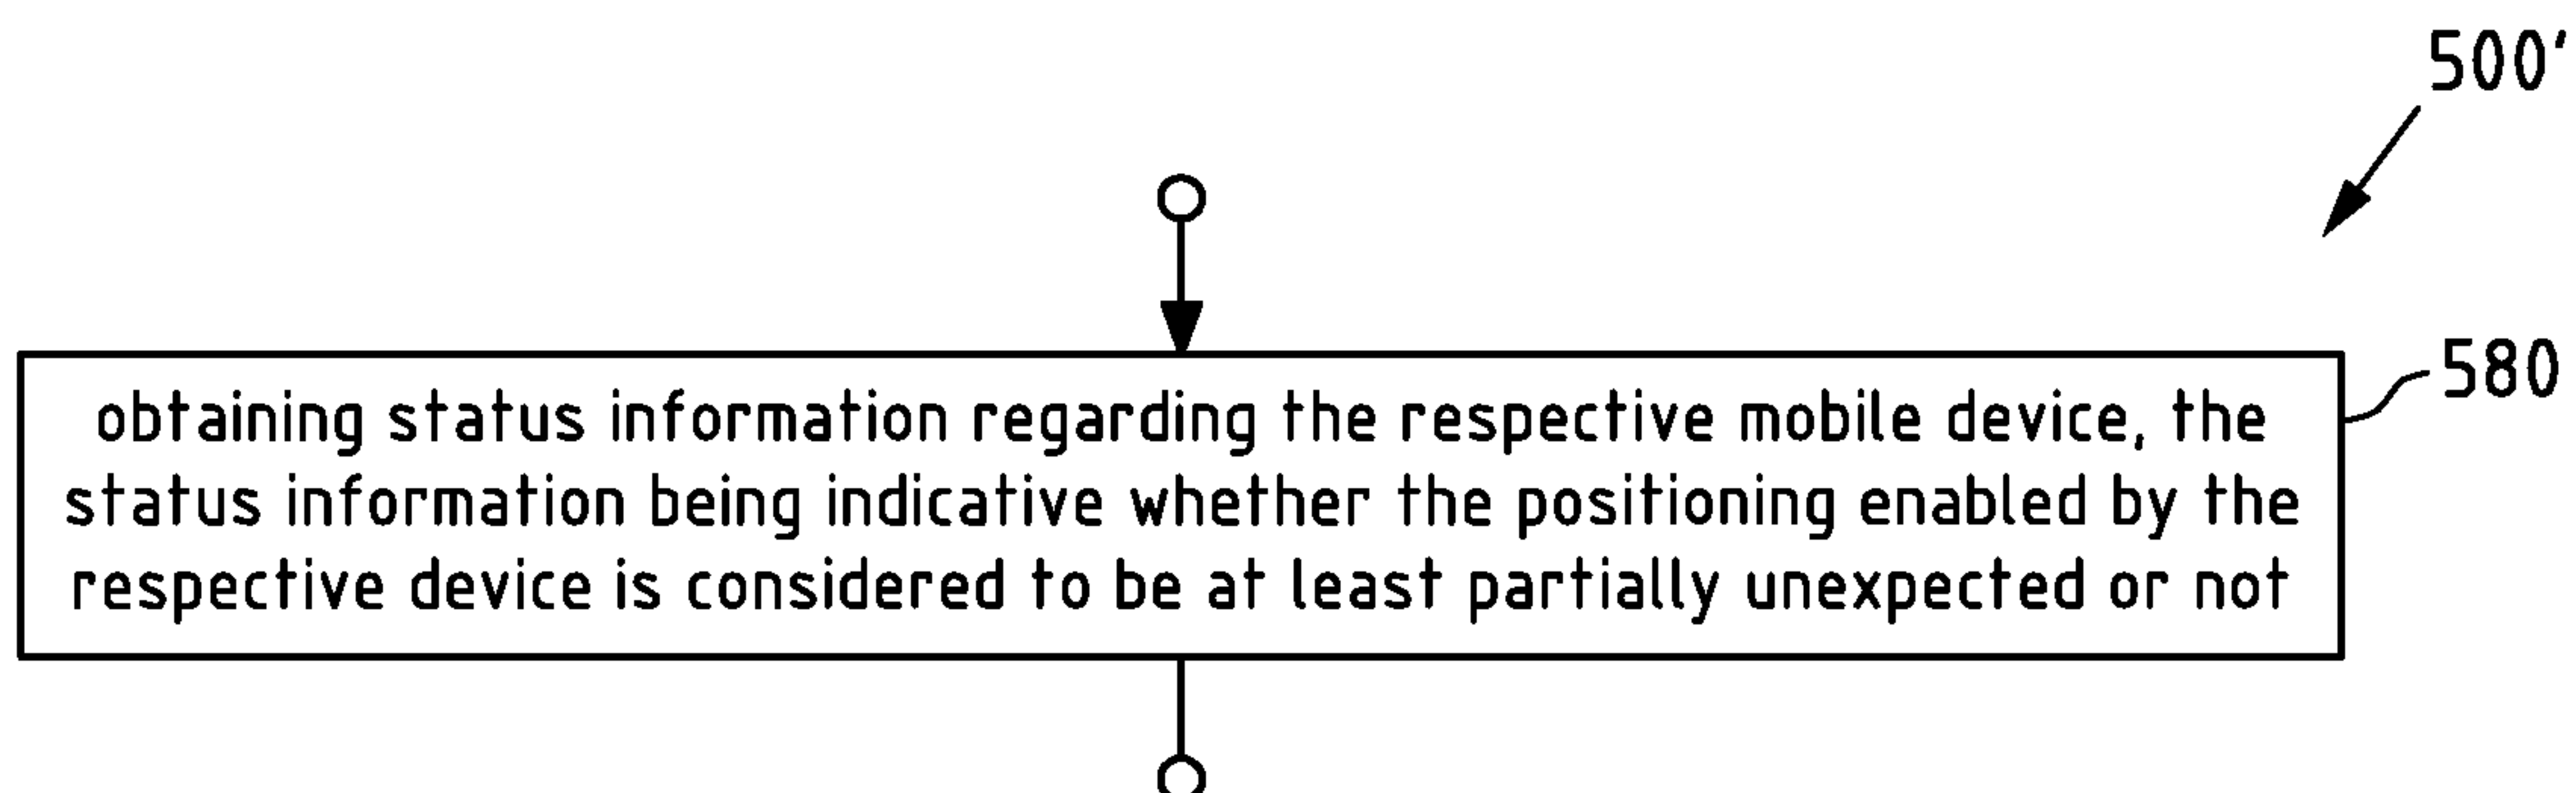 500'
580
obtaining status information regarding the respective mobile device, the
status information being indicative whether the positioning enabled by the
respective device is considered to be at least partially unexpected or not